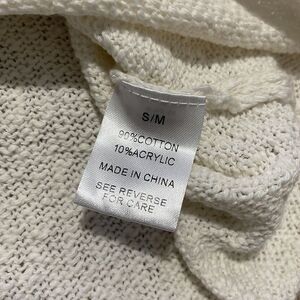 S/M
90%COTTON
10%ACRYLIC
MADE IN CHINA
SEE REVERSE
FOR CARE